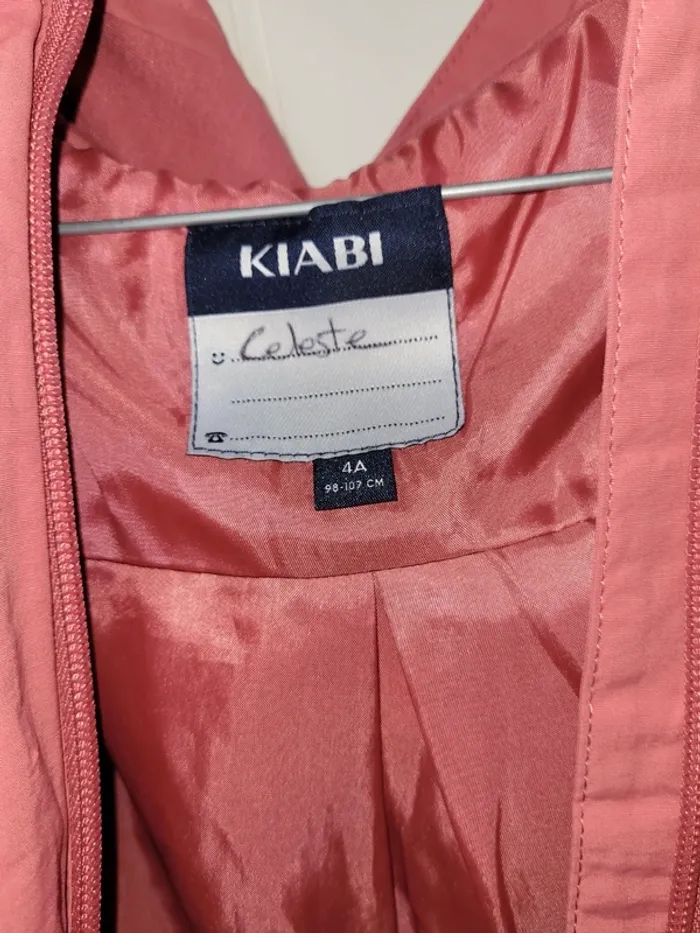 KIABI
Celeste
4A
98-107 CM